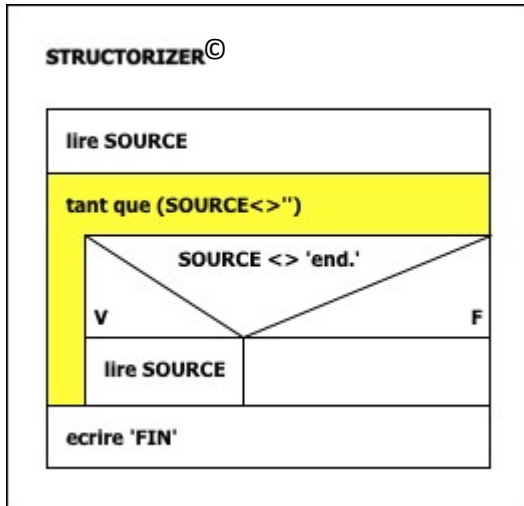 STRUCTORIZER©
lire SOURCE
tant que (SOURCE<>'')
SOURCE <> 'end.'
V F
lire SOURCE
ecrire 'FIN'